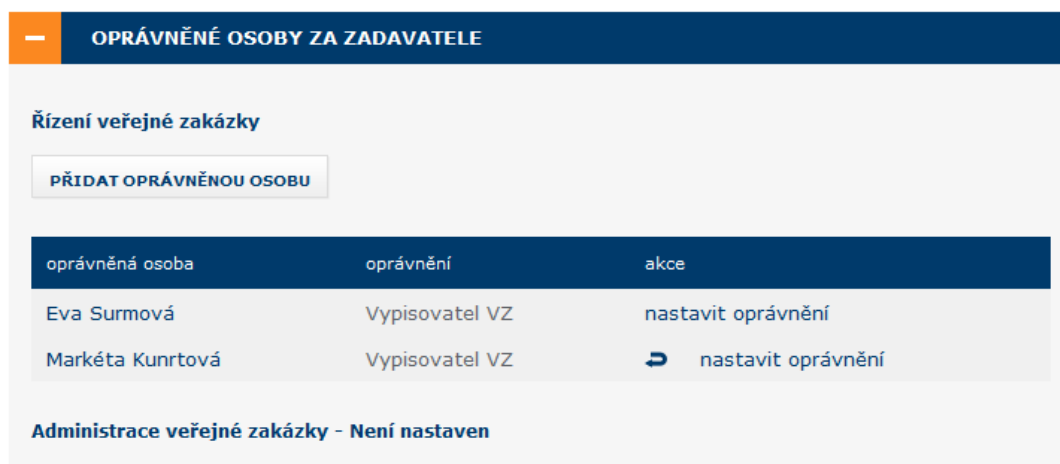 OPRÁVNĚNÉ OSOBY ZA ZADAVATELE
Řízení veřejné zakázky
PŘIDAT OPRÁVNĚNOU OSOBU
oprávněná osoba oprávnění akce
Eva Surmová Vypisovatel VZ nastavit oprávnění
Markéta Kunrtová Vypisovatel VZ nastavit oprávnění
Administrace veřejné zakázky - Není nastaven